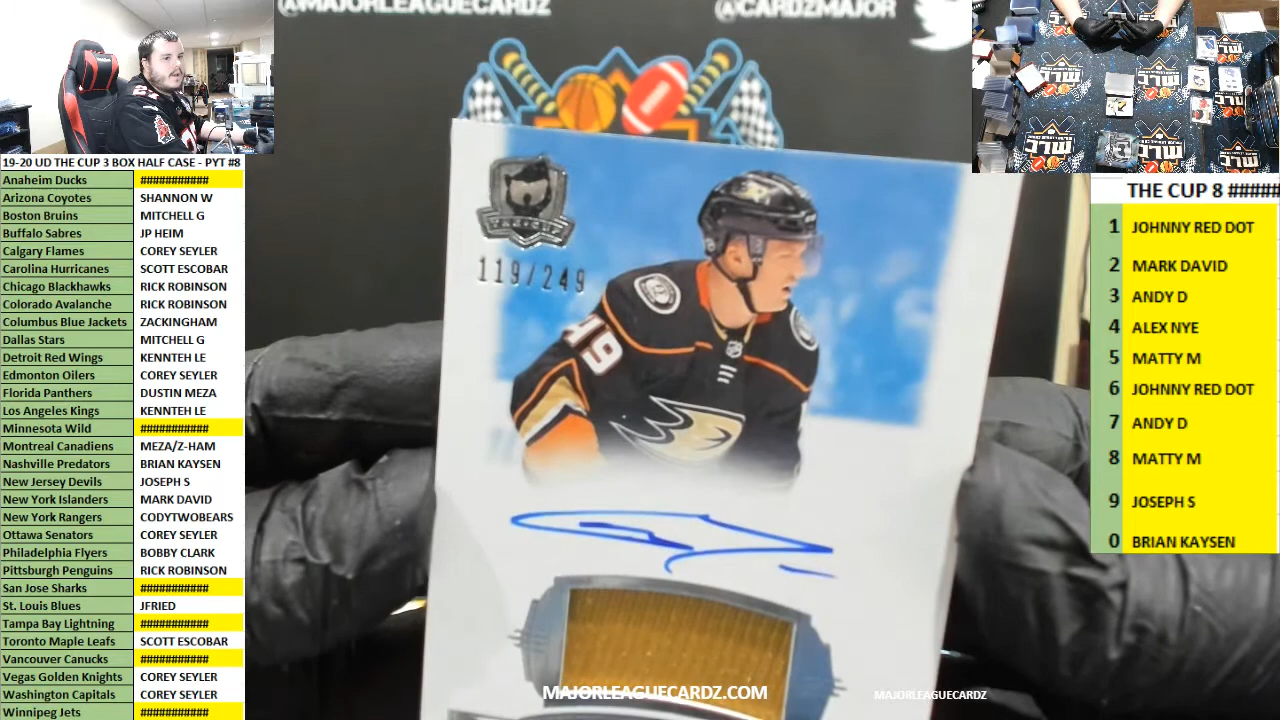 @MAJORLEAGUECARDZ
@CARDZMAJOR
19-20 UD THE CUP 3 BOX HALF CASE - PYT #8
Anaheim Ducks ###########
Arizona Coyotes SHANNON W
Boston Bruins MITCHELL G
Buffalo Sabres JP HEIM
Calgary Flames COREY SEYLER
Carolina Hurricanes SCOTT ESCOBAR
Chicago Blackhawks RICK ROBINSON
Colorado Avalanche RICK ROBINSON
Columbus Blue Jackets ZACKINGHAM
Dallas Stars MITCHELL G
Detroit Red Wings KENNTEH LE
Edmonton Oilers COREY SEYLER
Florida Panthers DUSTIN MEZA
Los Angeles Kings KENNTEH LE
Minnesota Wild ###########
Montreal Canadiens MEZA/Z-HAM
Nashville Predators BRIAN KAYSEN
New Jersey Devils JOSEPH S
New York Islanders MARK DAVID
New York Rangers CODYTWOBEARS
Ottawa Senators COREY SEYLER
Philadelphia Flyers BOBBY CLARK
Pittsburgh Penguins RICK ROBINSON
San Jose Sharks ###########
St. Louis Blues JFRIED
Tampa Bay Lightning ###########
Toronto Maple Leafs SCOTT ESCOBAR
Vancouver Canucks ###########
Vegas Golden Knights COREY SEYLER
Washington Capitals COREY SEYLER
Winnipeg Jets ###########
THE CUP
119/249
49
MAJORLEAGUECARDZ.COM
MAJORLEAGUECARDZ
THE CUP 8 #####
1 JOHNNY RED DOT
2 MARK DAVID
3 ANDY D
4 ALEX NYE
5 MATTY M
6 JOHNNY RED DOT
7 ANDY D
8 MATTY M
9 JOSEPH S
0 BRIAN KAYSEN